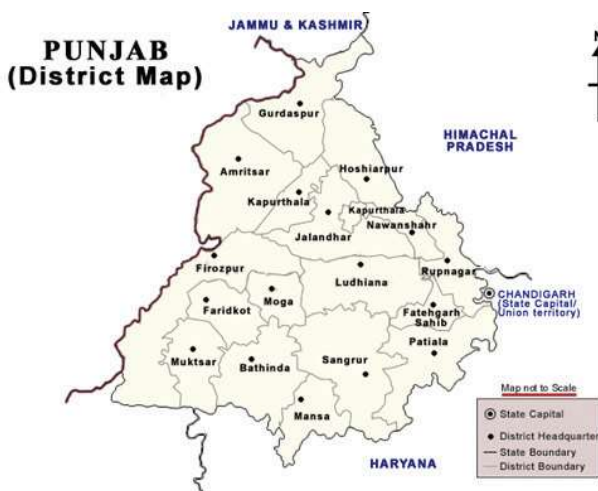 JAMMU & KASHMIR
PUNJAB
(District Map)
N
Gurdaspur
HIMACHAL
PRADESH
Amritsar
Hoshiarpur
Kapurthala
Kapurthala
Nawanshahr
Jalandhar
Firozpur
Ludhiana
Rupnagar
Moga
CHANDIGARH
(State Capital/
Union territory)
Faridkot
Fatehgarh
Sahib
Patiala
Muktsar
Bathinda
Sangrur
Mansa
Map not to Scale
State Capital
District Headquarter
State Boundary
District Boundary
HARYANA